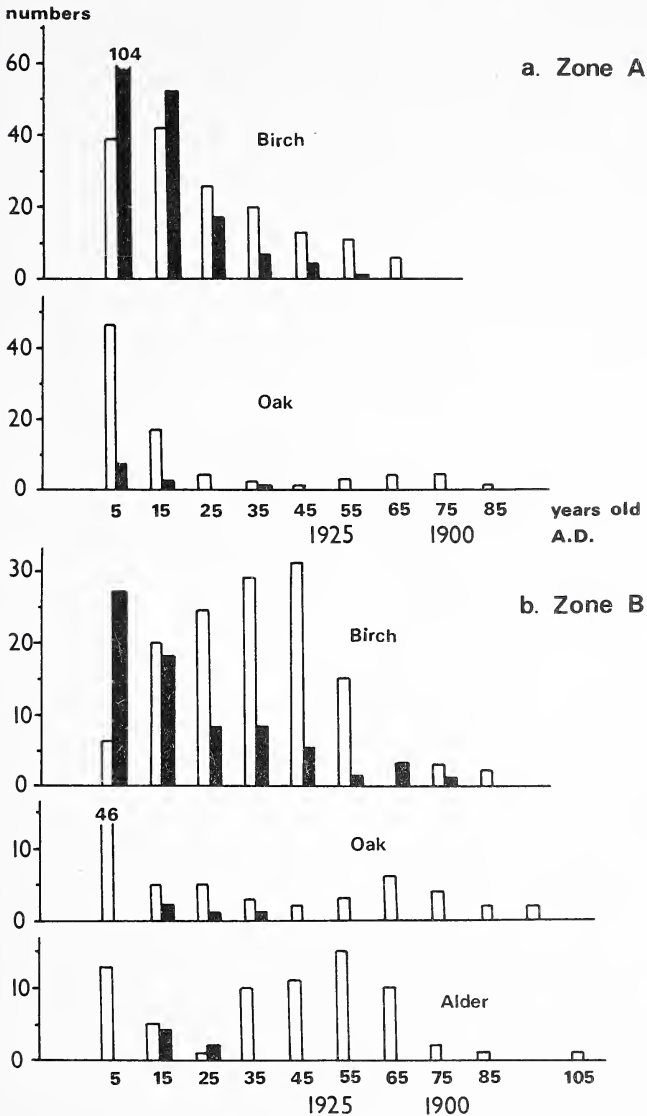 numbers
104
a. Zone A
60
Birch
40
20
0
40
Oak
20
0
5 15 25 35 45 55 65 75 85 years old
1925 1900 A.D.
30
b. Zone B
Birch
20
10
0
46
Oak
10
0
10
Alder
0
5 15 25 35 45 55 65 75 85 105
1925 1900